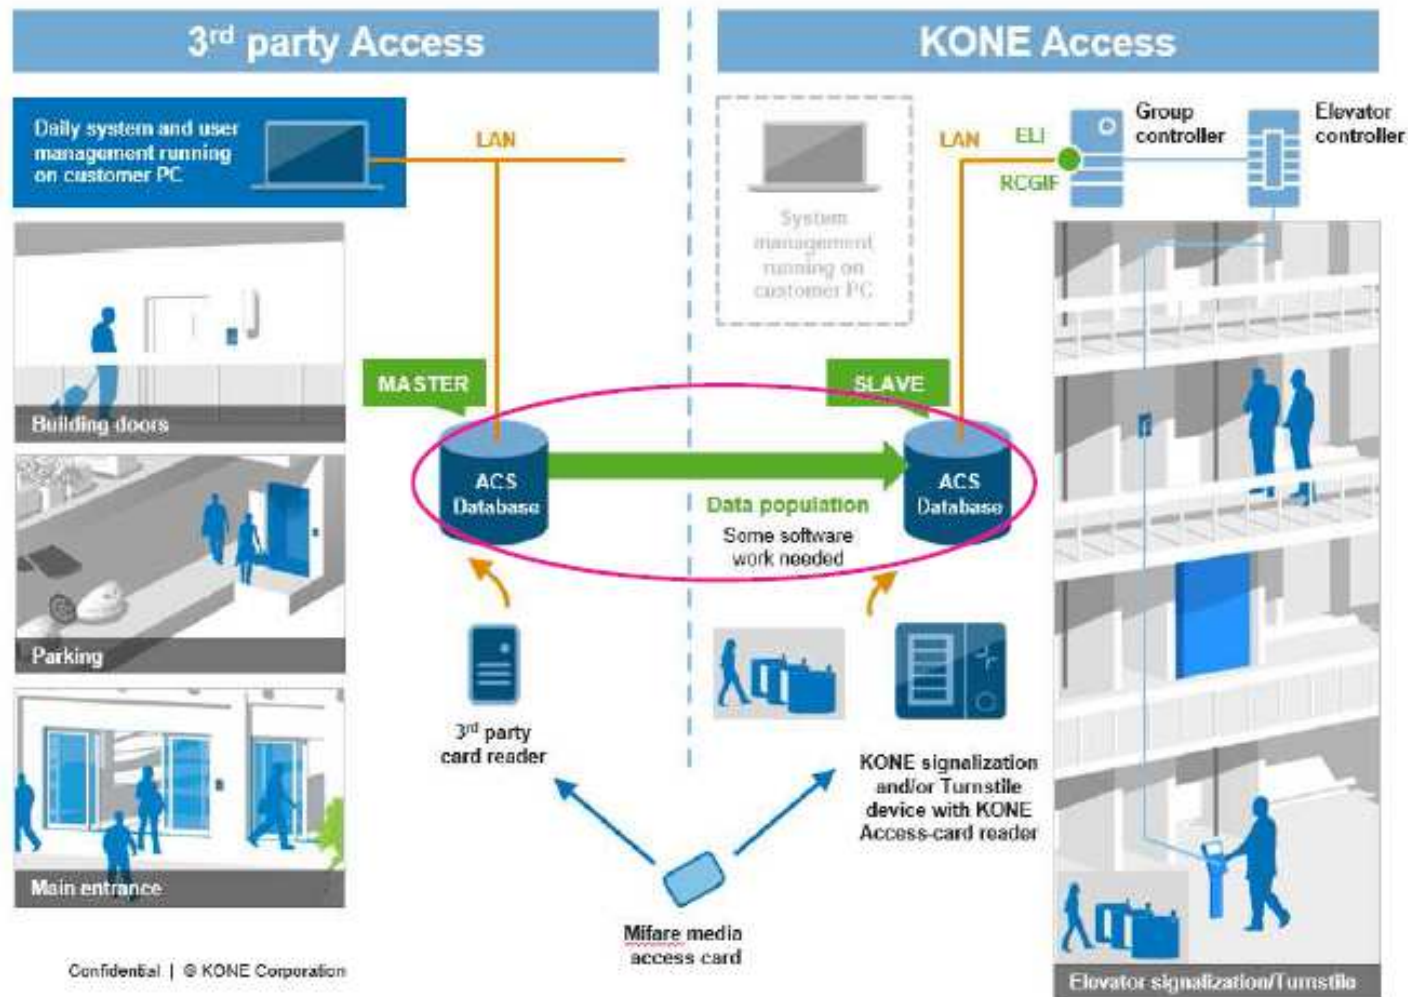 3rd party Access
KONE Access
Daily system and user
management running
on customer PC
LAN
System
management
running on
customer PC
LAN
ELI
RCGIF
Group
controller
Elevator
controller
Building doors
MASTER
SLAVE
ACS
Database
Data population
Some software
work needed
ACS
Database
Parking
3rd party
card reader
KONE signalization
and/or Turnstile
device with KONE
Access-card reader
Main entrance
Mifare media
access card
Confidential | © KONE Corporation
Elevator signalization/Turnstile